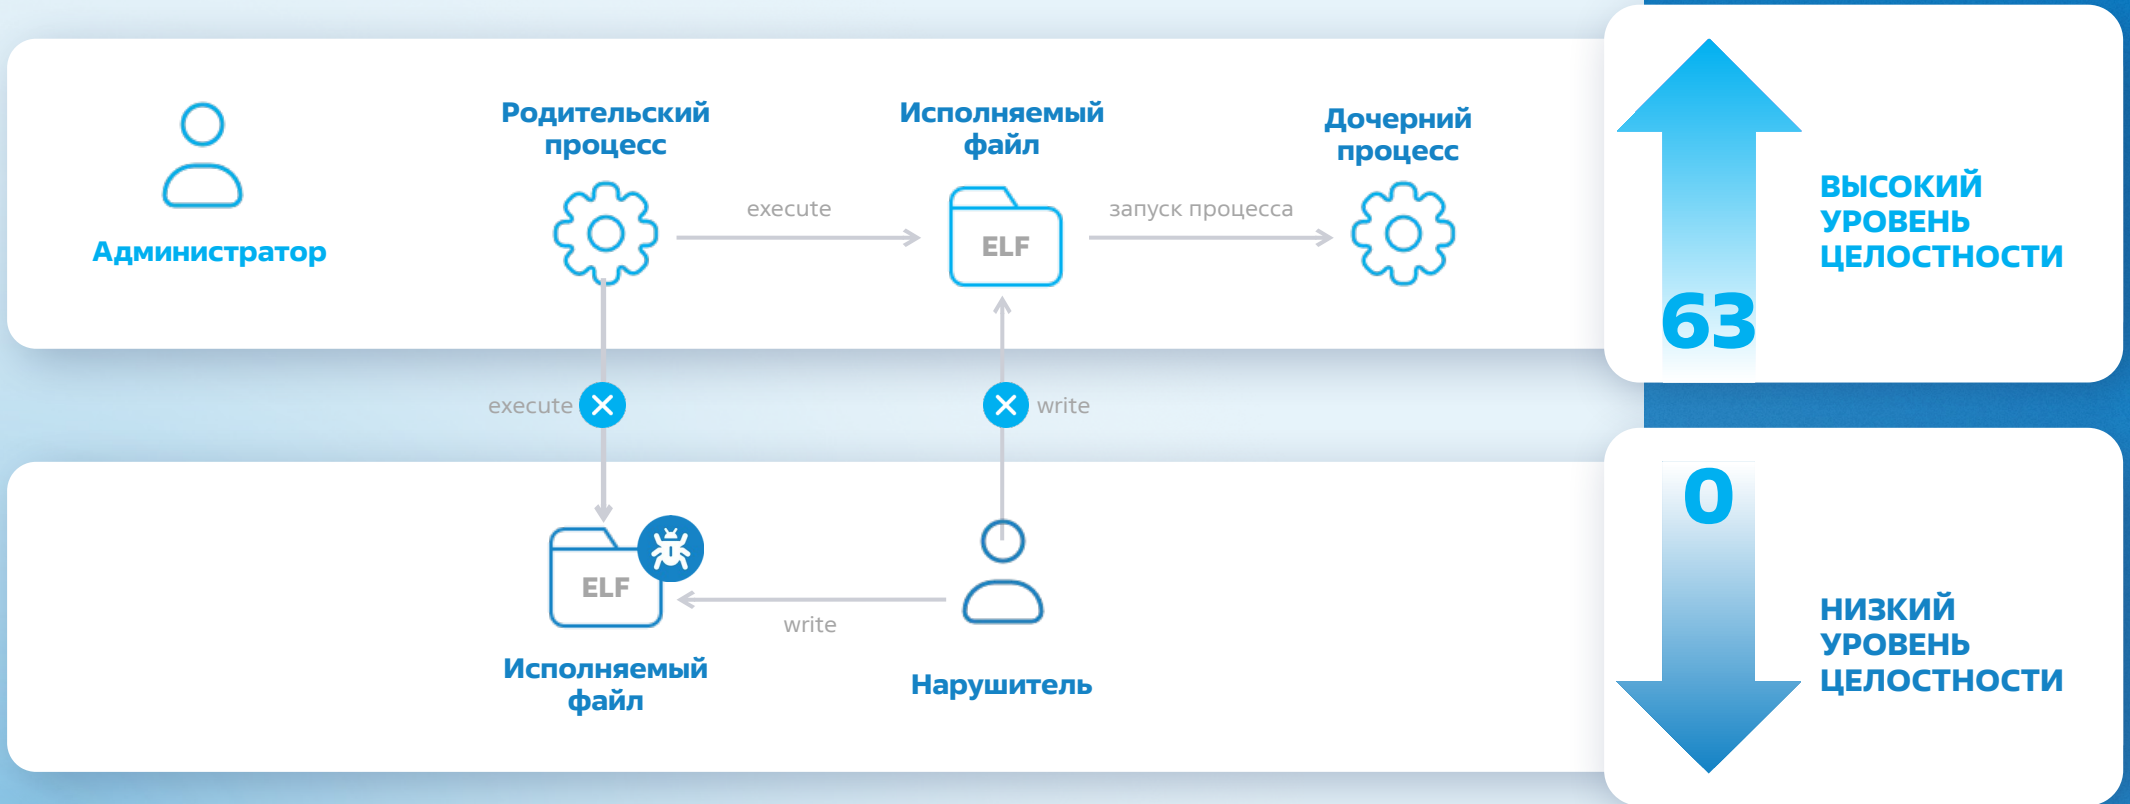 Родительский
процесс
Исполняемый
файл
Дочерний
процесс
execute
запуск процесса
ELF
Администратор
63
ВЫСОКИЙ
УРОВЕНЬ
ЦЕЛОСТНОСТИ
execute
write
0
ELF
write
Исполняемый
файл
Нарушитель
НИЗКИЙ
УРОВЕНЬ
ЦЕЛОСТНОСТИ